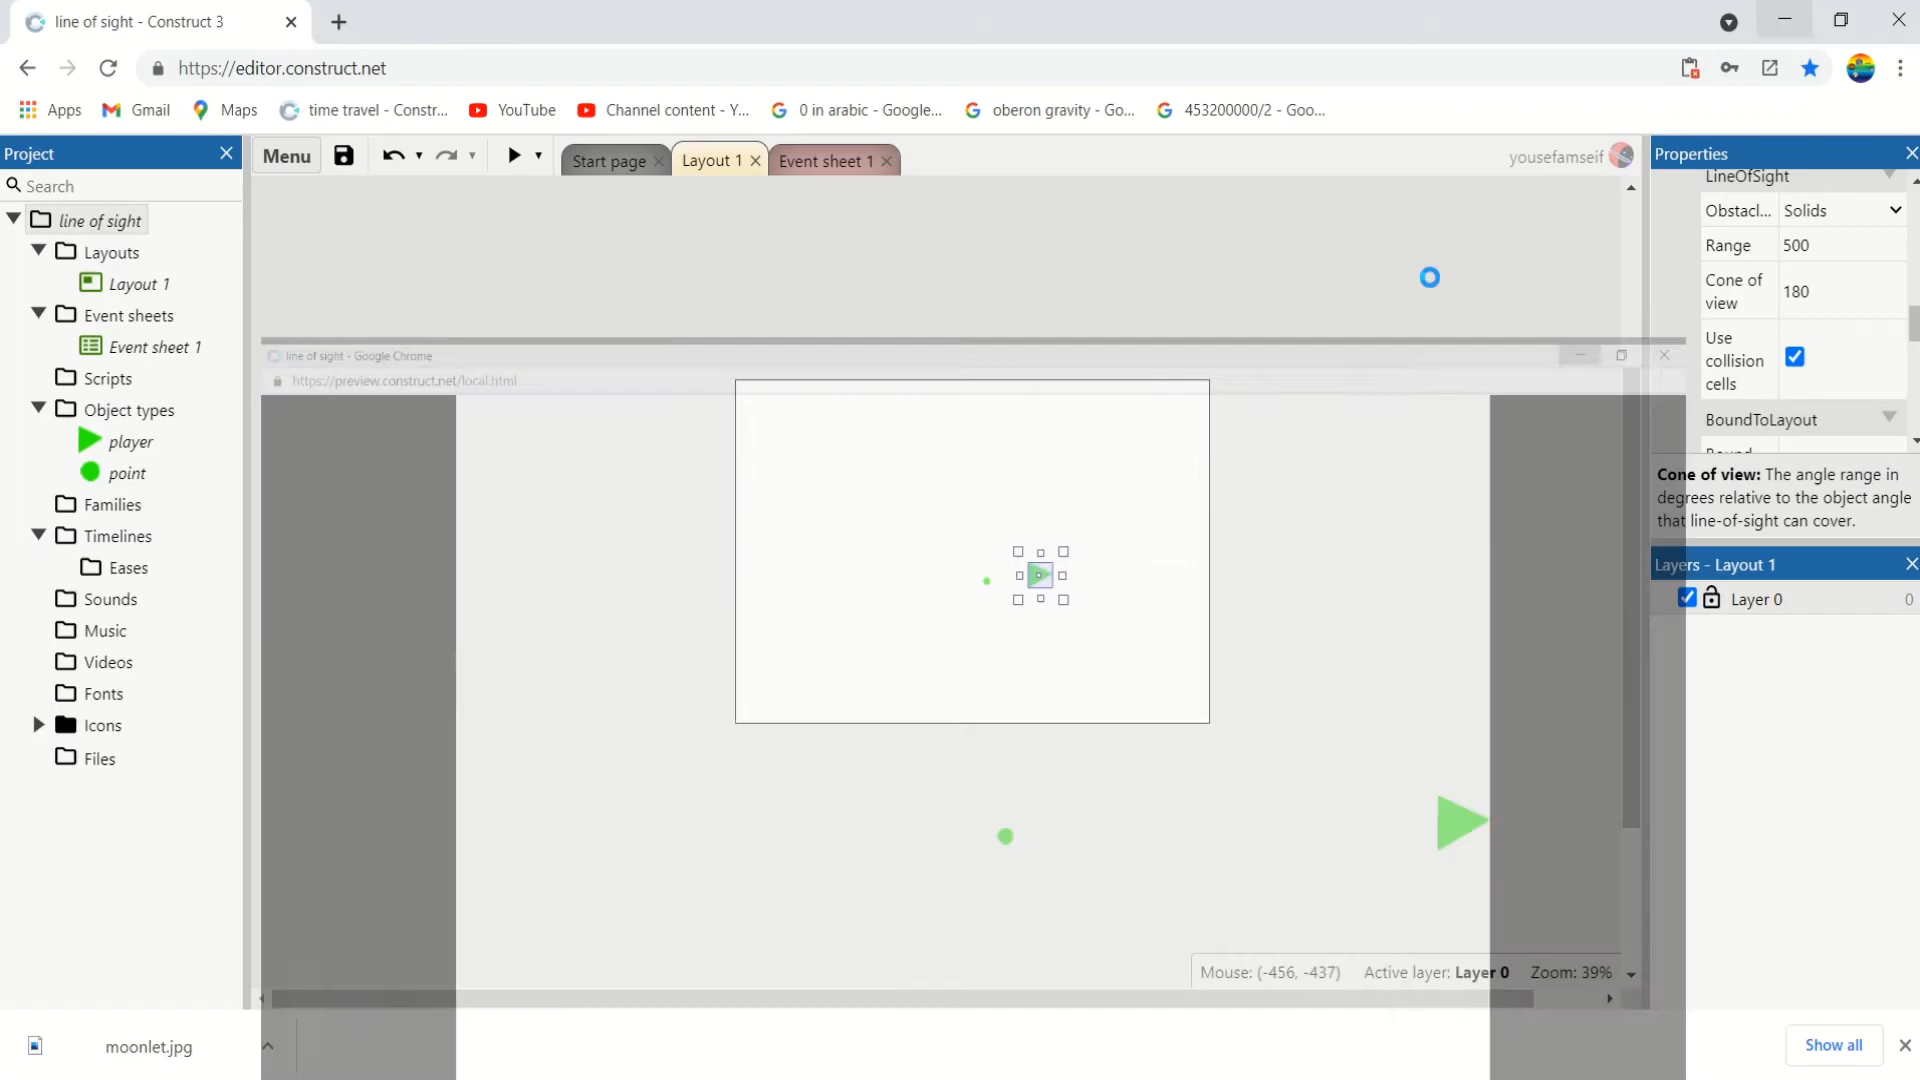 line of sight - Construct 3
https://editor.construct.net
Apps
Gmail
Maps
time travel - Constr...
YouTube
Channel content - Y...
0 in arabic - Google...
oberon gravity - Go...
453200000/2 - Goo...
Project
Menu
Start page
Layout 1
Event sheet 1
yousefamseif
Properties
Search
line of sight
Layouts
Layout 1
Event sheets
Event sheet 1
Scripts
Object types
player
point
Families
Timelines
Eases
Sounds
Music
Videos
Fonts
Icons
Files
line of sight - Google Chrome
https://preview.construct.net/local.html
LineOfSight
Obstacl... Solids
Range 500
Cone of view 180
Use collision cells
BoundToLayout
Cone of view: The angle range in
degrees relative to the object angle
that line-of-sight can cover.
Layers - Layout 1
Layer 0 0
Mouse: (-456, -437) Active layer: Layer 0 Zoom: 39%
moonlet.jpg
Show all